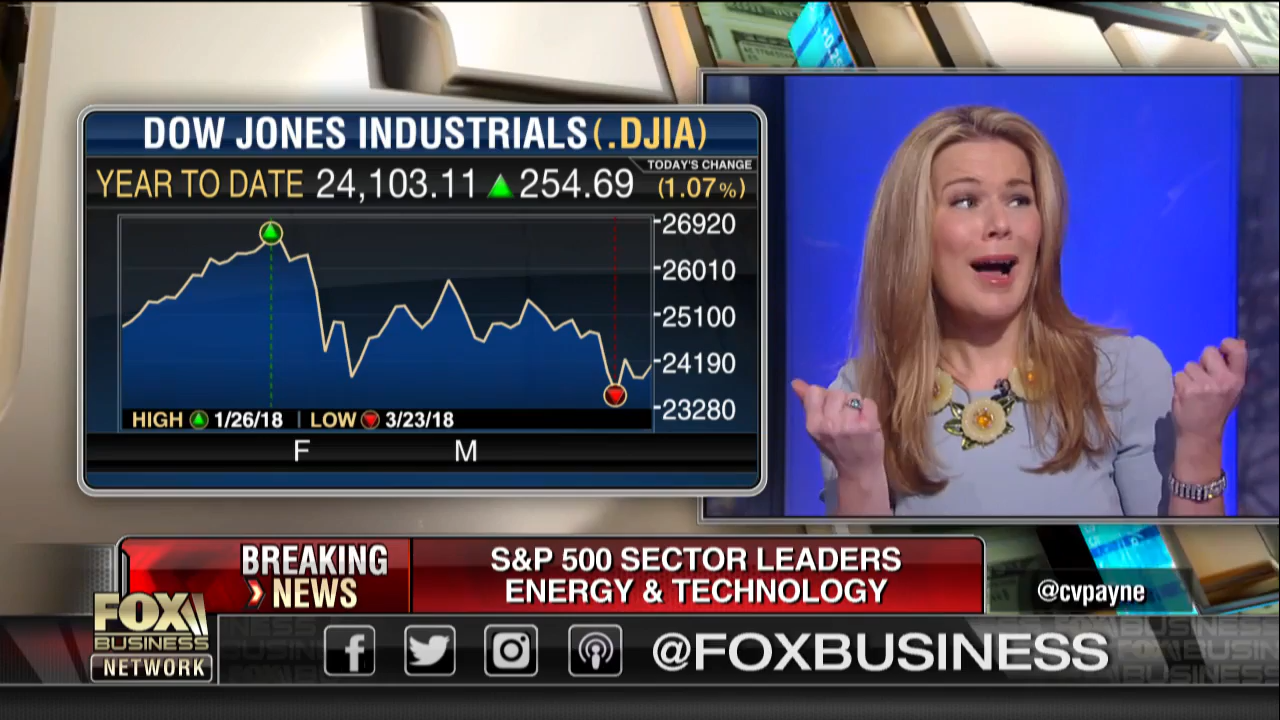 DOW JONES INDUSTRIALS(.DJIA)
TODAY'S CHANGE
YEAR TO DATE 24,103.11 ▲ 254.69 (1.07%)
26920
26010
25100
24190
23280
HIGH 1/26/18 | LOW 3/23/18
F M
BREAKING
NEWS
S&P 500 SECTOR LEADERS
ENERGY & TECHNOLOGY
@cvpayne
FOX
BUSINESS
NETWORK
@FOXBUSINESS